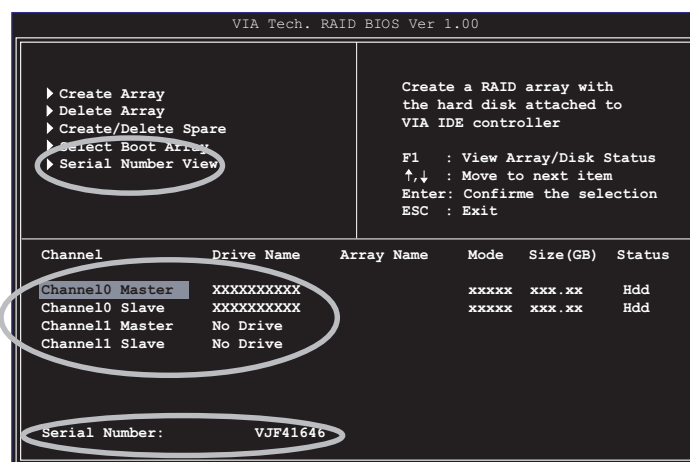 VIA Tech. RAID BIOS Ver 1.00
Create Array
Delete Array
Create/Delete Spare
Select Boot Array
Serial Number View
Create a RAID array with
the hard disk attached to
VIA IDE controller
F1 : View Array/Disk Status
↑,↓ : Move to next item
Enter: Confirme the selection
ESC : Exit
Channel Drive Name Array Name Mode Size(GB) Status
Channel0 Master XXXXXXXXXX xxxxx xxx.xx Hdd
Channel0 Slave XXXXXXXXXX xxxxx xxx.xx Hdd
Channel1 Master No Drive
Channel1 Slave No Drive
Serial Number: VJF41646